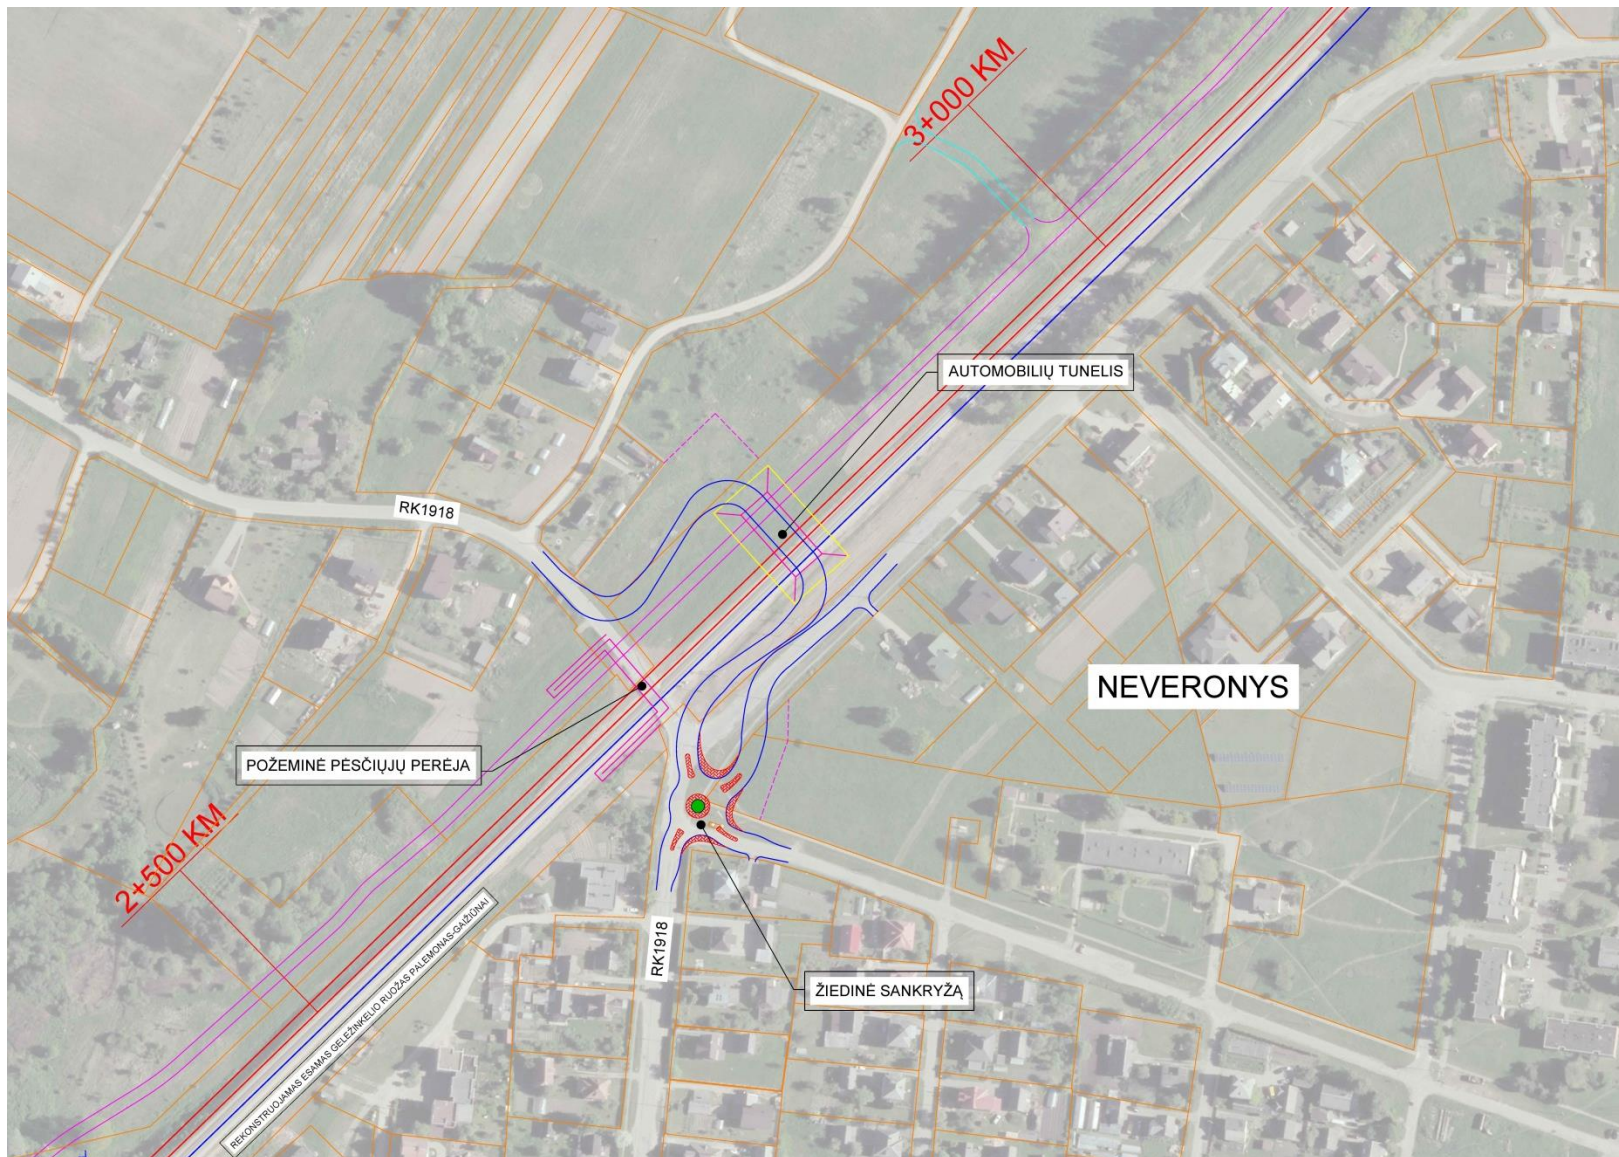 3+000 KM
AUTOMOBILIŲ TUNELIS
RK1918
NEVERONYS
POŽEMINĖ PĖSČIŲJŲ PERĖJA
2+500 KM
REKONSTRUOJAMAS ESAMAS GELEŽINKELIO RUOŽAS PALEMONAS-GAIŽIŪNAI
RK1918
ŽIEDINĖ SANKRYŽĄ